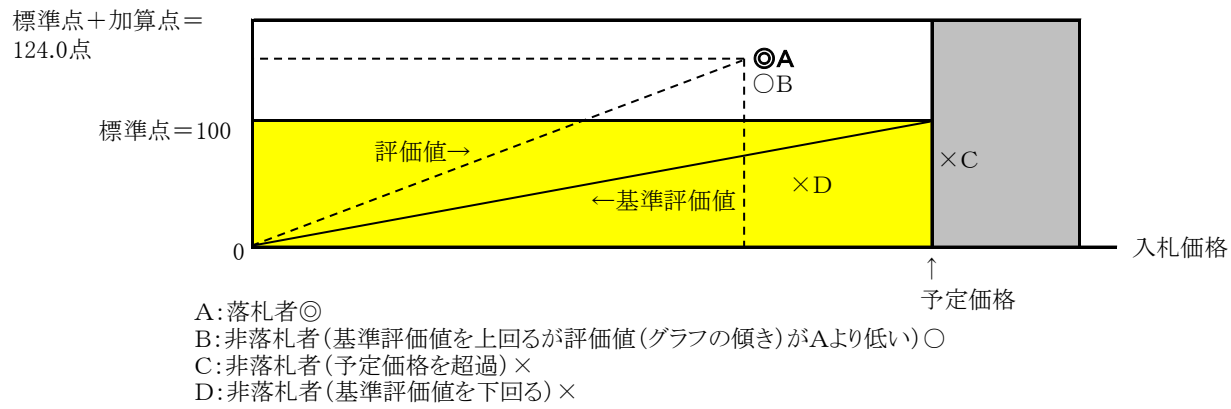 標準点＋加算点＝
124.0点
◎A
○B
標準点＝100
評価値→
×C
×D
←基準評価値
0
入札価格
↑
予定価格
A：落札者◎
B：非落札者（基準評価値を上回るが評価値（グラフの傾き）がAより低い）○
C：非落札者（予定価格を超過）×
D：非落札者（基準評価値を下回る）×